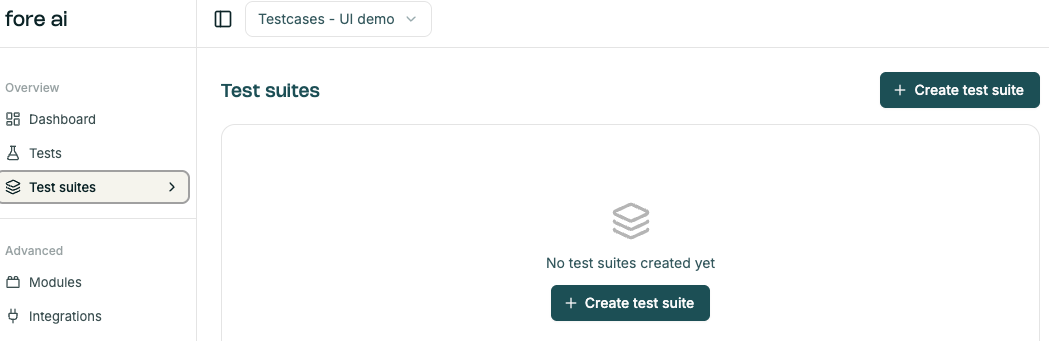 fore ai
Testcases - UI demo
Overview
Dashboard
Tests
Test suites
Advanced
Modules
Integrations
Test suites
Create test suite
No test suites created yet
Create test suite